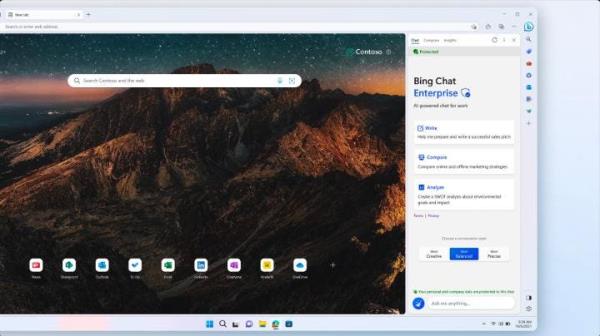 New tab
Search or enter web address
Contoso
Search Contoso and the web
News
Sharepoint
Outlook
To Do
Excel
LinkedIn
OneNote
Power BI
OneDrive
Chat Compose Insights
Protected
Bing Chat
Enterprise
AI-powered chat for work
Write
Help me prepare and write a successful sales pitch
Compare
Compare online and offline marketing strategies
Analyze
Create a SWOT analysis about environmental
goals and impact
Terms | Privacy
Choose a conversation style
More
Creative
More
Balanced
More
Precise
Your personal and company data are protected in this chat
Ask me anything...